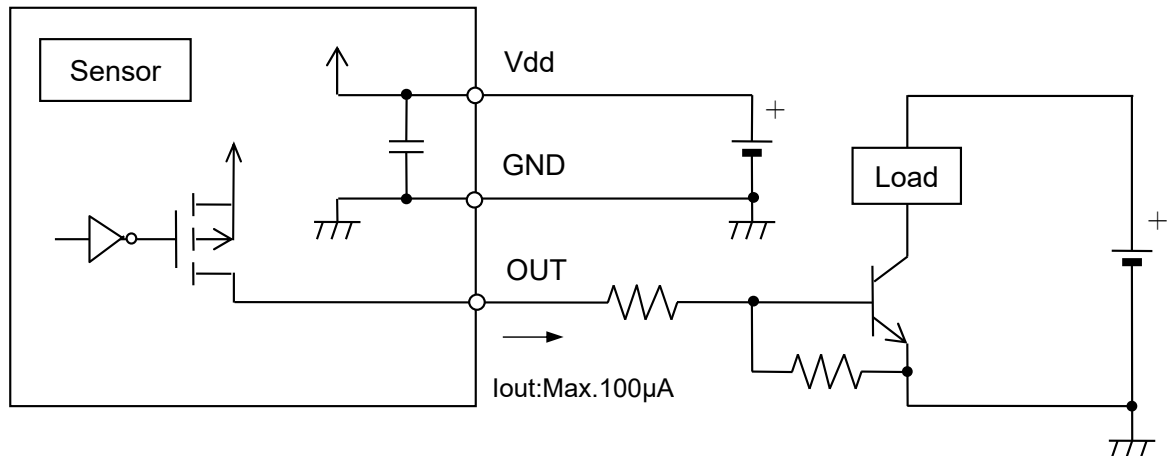 Sensor
Vdd
+
GND
Load
+
OUT
Iout:Max.100μA